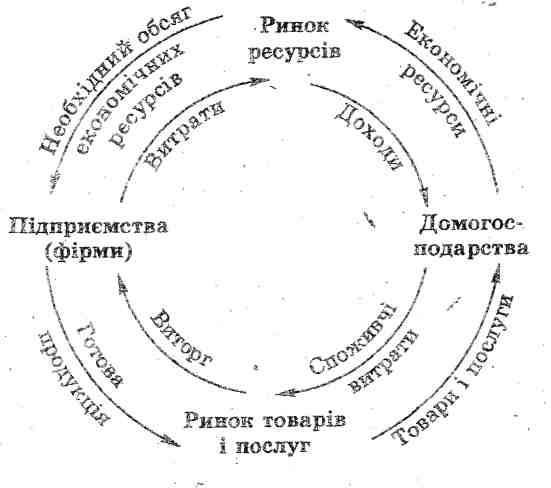 Ринок
ресурсів
Необхідний обсяг
економічних
ресурсів
Витрати
Доходи
Економічні
ресурси
Підприємства
(фірми)
Домогос-
подарства
Готова
продукція
Виторг
Споживчі
витрати
Товари і послуги
Ринок товарів
і послуг